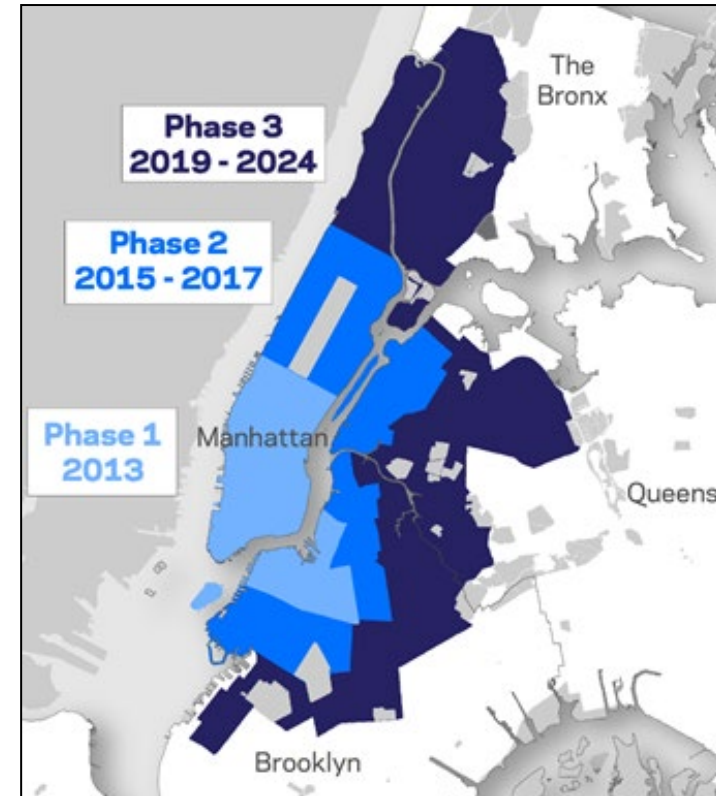 The
Bronx
Phase 3
2019 - 2024
Phase 2
2015 - 2017
Phase 1
2013
Manhattan
Queens
Brooklyn